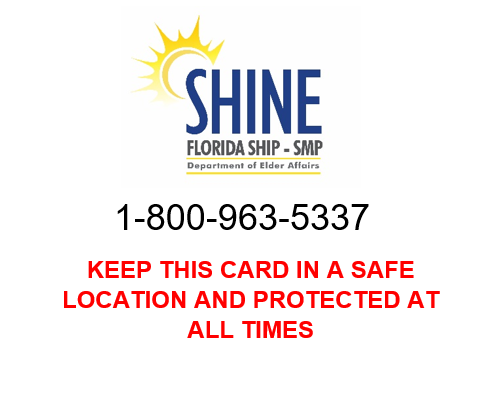 SHINE
FLORIDA SHIP - SMP
Department of Elder Affairs
1-800-963-5337
KEEP THIS CARD IN A SAFE
LOCATION AND PROTECTED AT
ALL TIMES